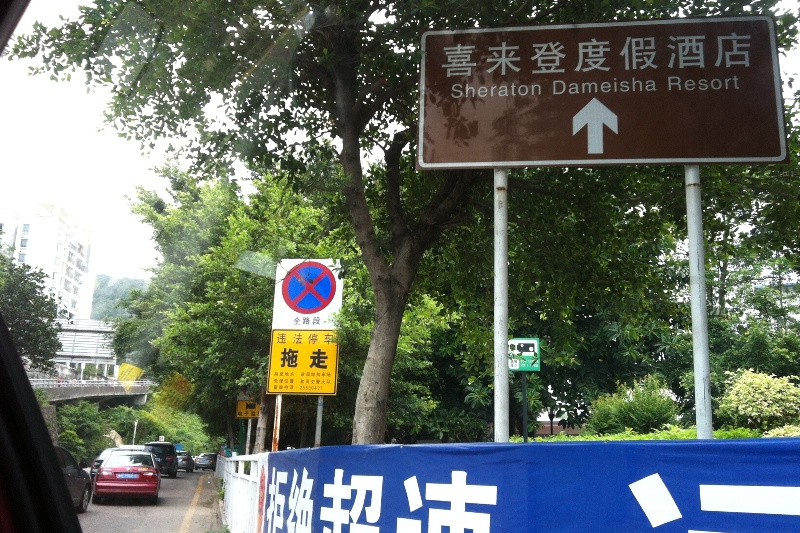 喜来登度假酒店
Sheraton Dameisha Resort
全路段
违法停车
拖走
拒绝超速